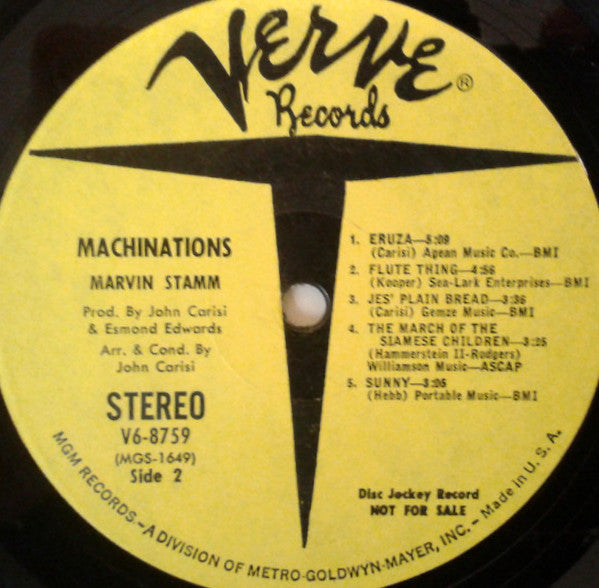 Verve ®
Records
MACHINATIONS
MARVIN STAMM
Prod. By John Carisi
& Esmond Edwards
Arr. & Cond. By
John Carisi
STEREO
V6-8759
(MGS-1649)
Side 2
1. ERUZA—5:09
(Carisi) Apean Music Co.—BMI
2. FLUTE THING—4:56
(Kooper) Sea-Lark Enterprises—BMI
3. JES' PLAIN BREAD—3:36
(Carisi) Gemze Music—BMI
4. THE MARCH OF THE
SIAMESE CHILDREN—3:25
(Hammerstein II-Rodgers)
Williamson Music—ASCAP
5. SUNNY—3:05
(Hebb) Portable Music—BMI
Disc Jockey Record
NOT FOR SALE
MGM RECORDS—A DIVISION OF METRO-GOLDWYN-MAYER, INC.—Made in U. S. A.